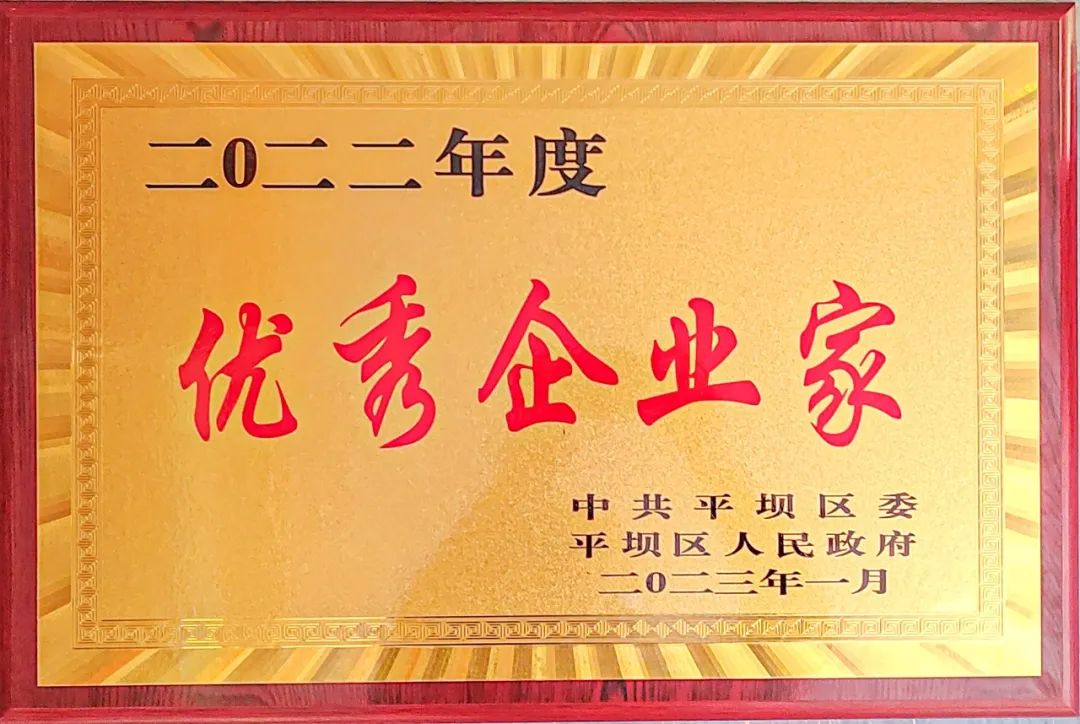 二0二二年度
优秀企业家
中共平坝区委
平坝区人民政府
二0二三年一月